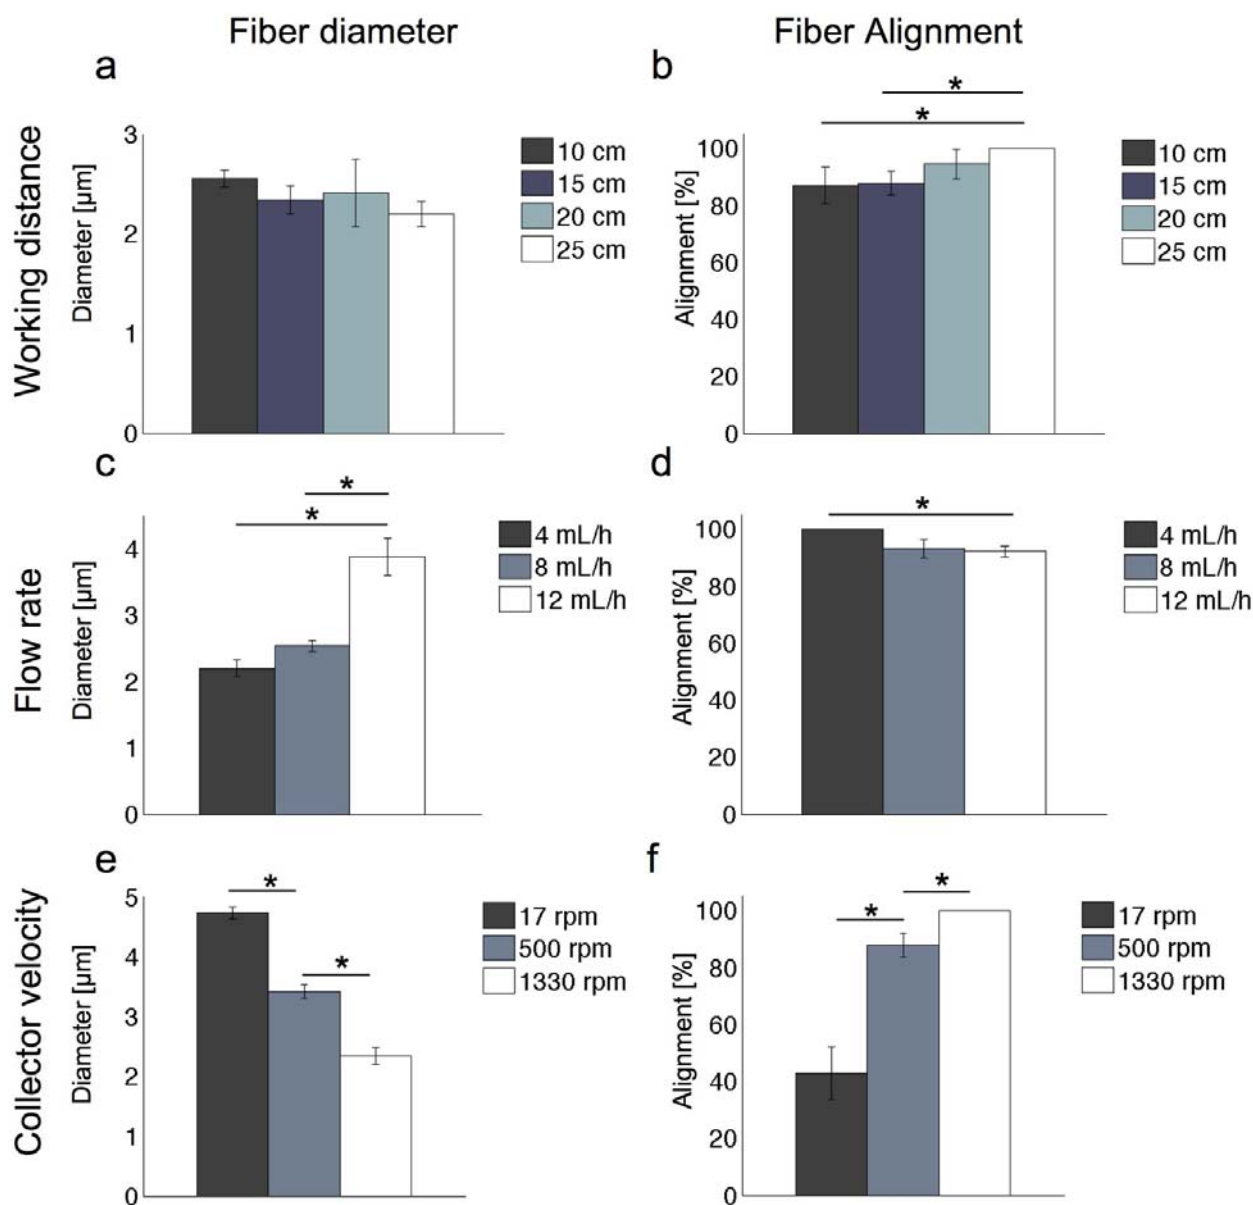 Fiber diameter
Fiber Alignment
Working distance
a
Diameter [µm]
3
2
1
0
10 cm
15 cm
20 cm
25 cm
b
*
*
Alignment [%]
100
80
60
40
20
0
10 cm
15 cm
20 cm
25 cm
Flow rate
c
*
*
Diameter [µm]
4
3
2
1
0
4 mL/h
8 mL/h
12 mL/h
d
*
Alignment [%]
100
80
60
40
20
0
4 mL/h
8 mL/h
12 mL/h
Collector velocity
e
*
*
Diameter [µm]
5
4
3
2
1
0
17 rpm
500 rpm
1330 rpm
f
*
*
Alignment [%]
100
80
60
40
20
0
17 rpm
500 rpm
1330 rpm